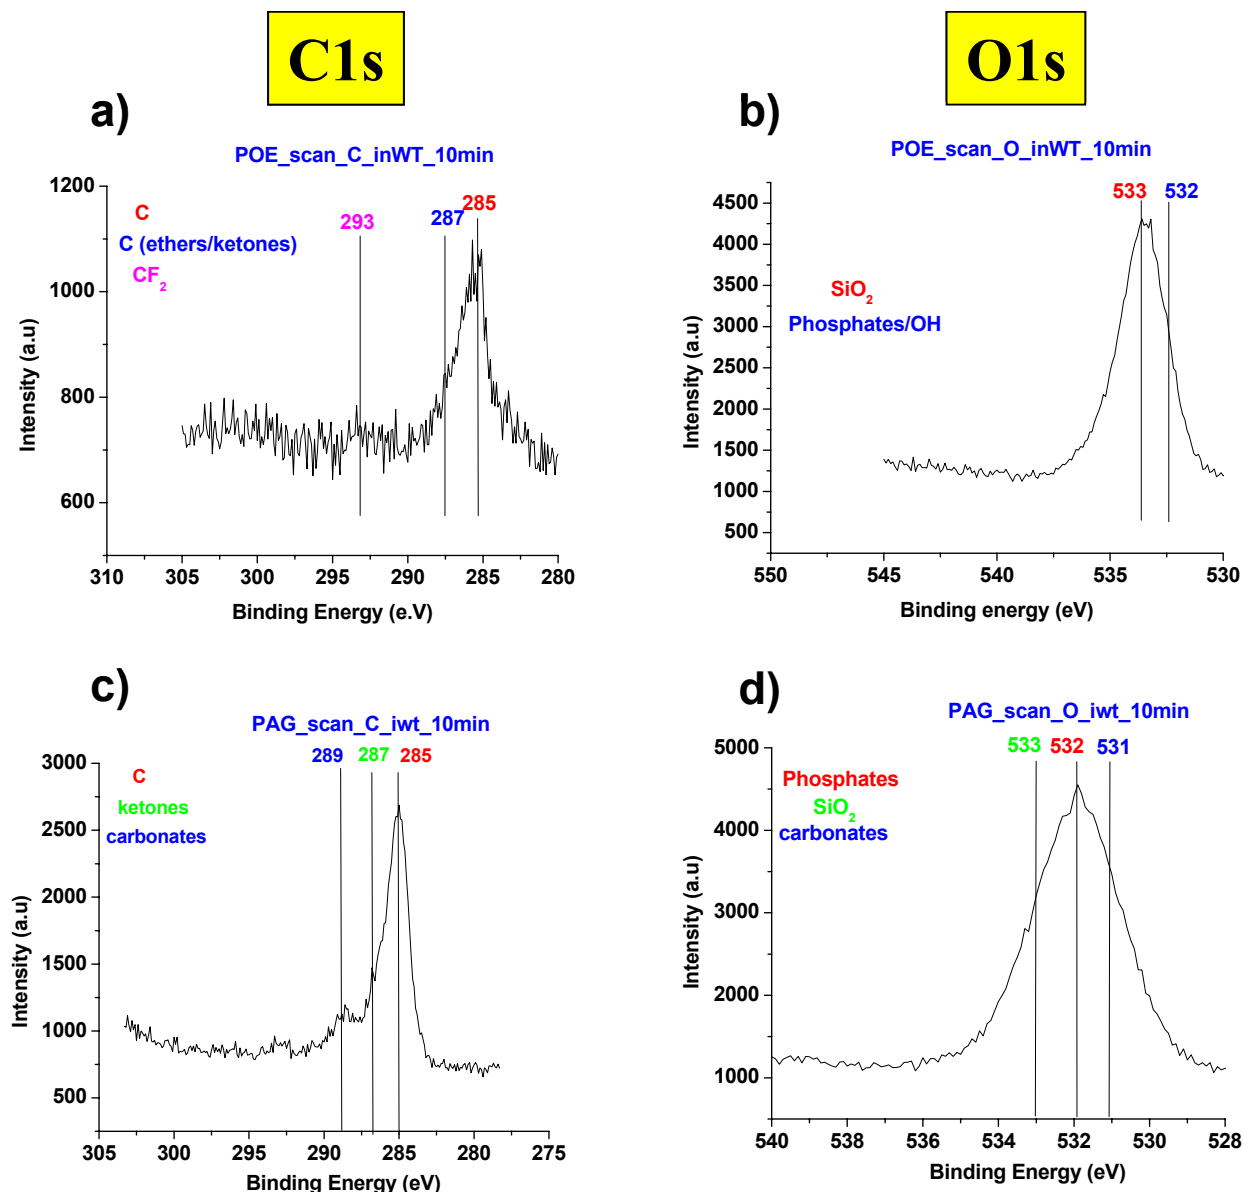 C1s
O1s
a)
POE_scan_C_inWT_10min
1200
1000
800
600
Intensity (a.u)
C
C (ethers/ketones)
CF2
293
287
285
310
305
300
295
290
285
280
Binding Energy (e.V)
b)
POE_scan_O_inWT_10min
4500
4000
3500
3000
2500
2000
1500
1000
500
Intensity (a.u)
533
532
SiO2
Phosphates/OH
550
545
540
535
530
Binding energy (eV)
c)
PAG_scan_C_iwt_10min
3000
2500
2000
1500
1000
500
Intensity (a.u)
C
ketones
carbonates
289
287
285
305
300
295
290
285
280
275
Binding Energy (eV)
d)
PAG_scan_O_iwt_10min
5000
4000
3000
2000
1000
Intensity (a.u)
533
532
531
Phosphates
SiO2
carbonates
540
538
536
534
532
530
528
Binding Energy (eV)